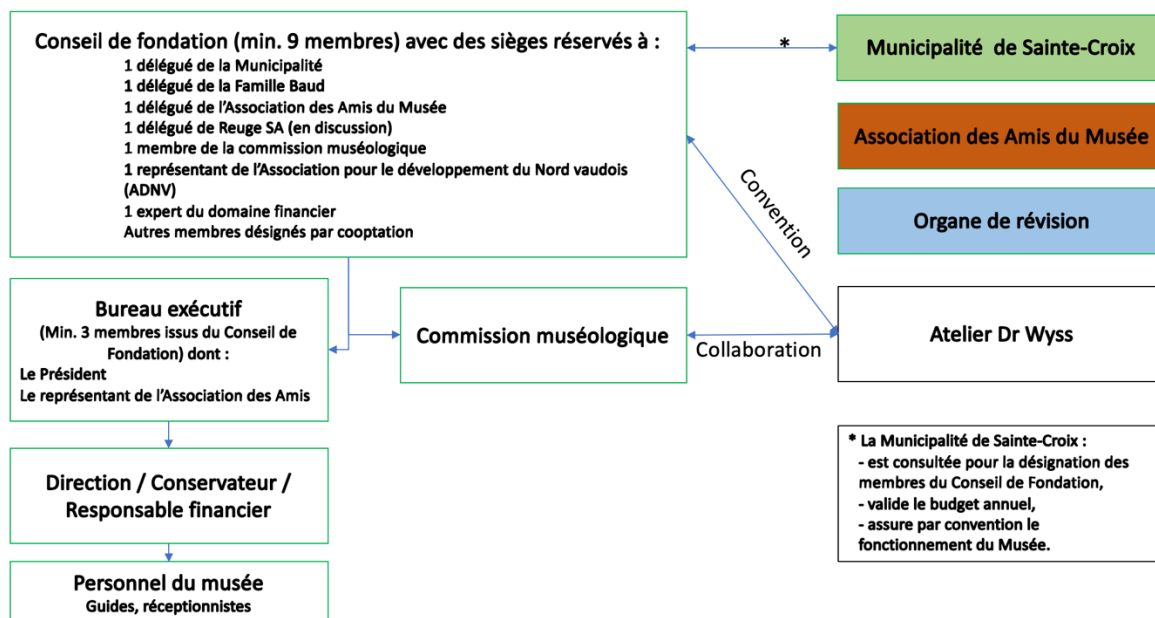 Conseil de fondation (min. 9 membres) avec des sièges réservés à :
1 délégué de la Municipalité
1 délégué de la Famille Baud
1 délégué de l'Association des Amis du Musée
1 délégué de Reuge SA (en discussion)
1 membre de la commission muséologique
1 représentant de l'Association pour le développement du Nord vaudois
(ADNV)
1 expert du domaine financier
Autres membres désignés par cooptation
*
Municipalité de Sainte-Croix
Association des Amis du Musée
Organe de révision
Convention
Bureau exécutif
(Min. 3 membres issus du Conseil de
Fondation) dont :
Le Président
Le représentant de l'Association des Amis
Commission muséologique
Collaboration
Atelier Dr Wyss
Direction / Conservateur /
Responsable financier
Personnel du musée
Guides, réceptionnistes
* La Municipalité de Sainte-Croix :
- est consultée pour la désignation des
membres du Conseil de Fondation,
- valide le budget annuel,
- assure par convention le
fonctionnement du Musée.